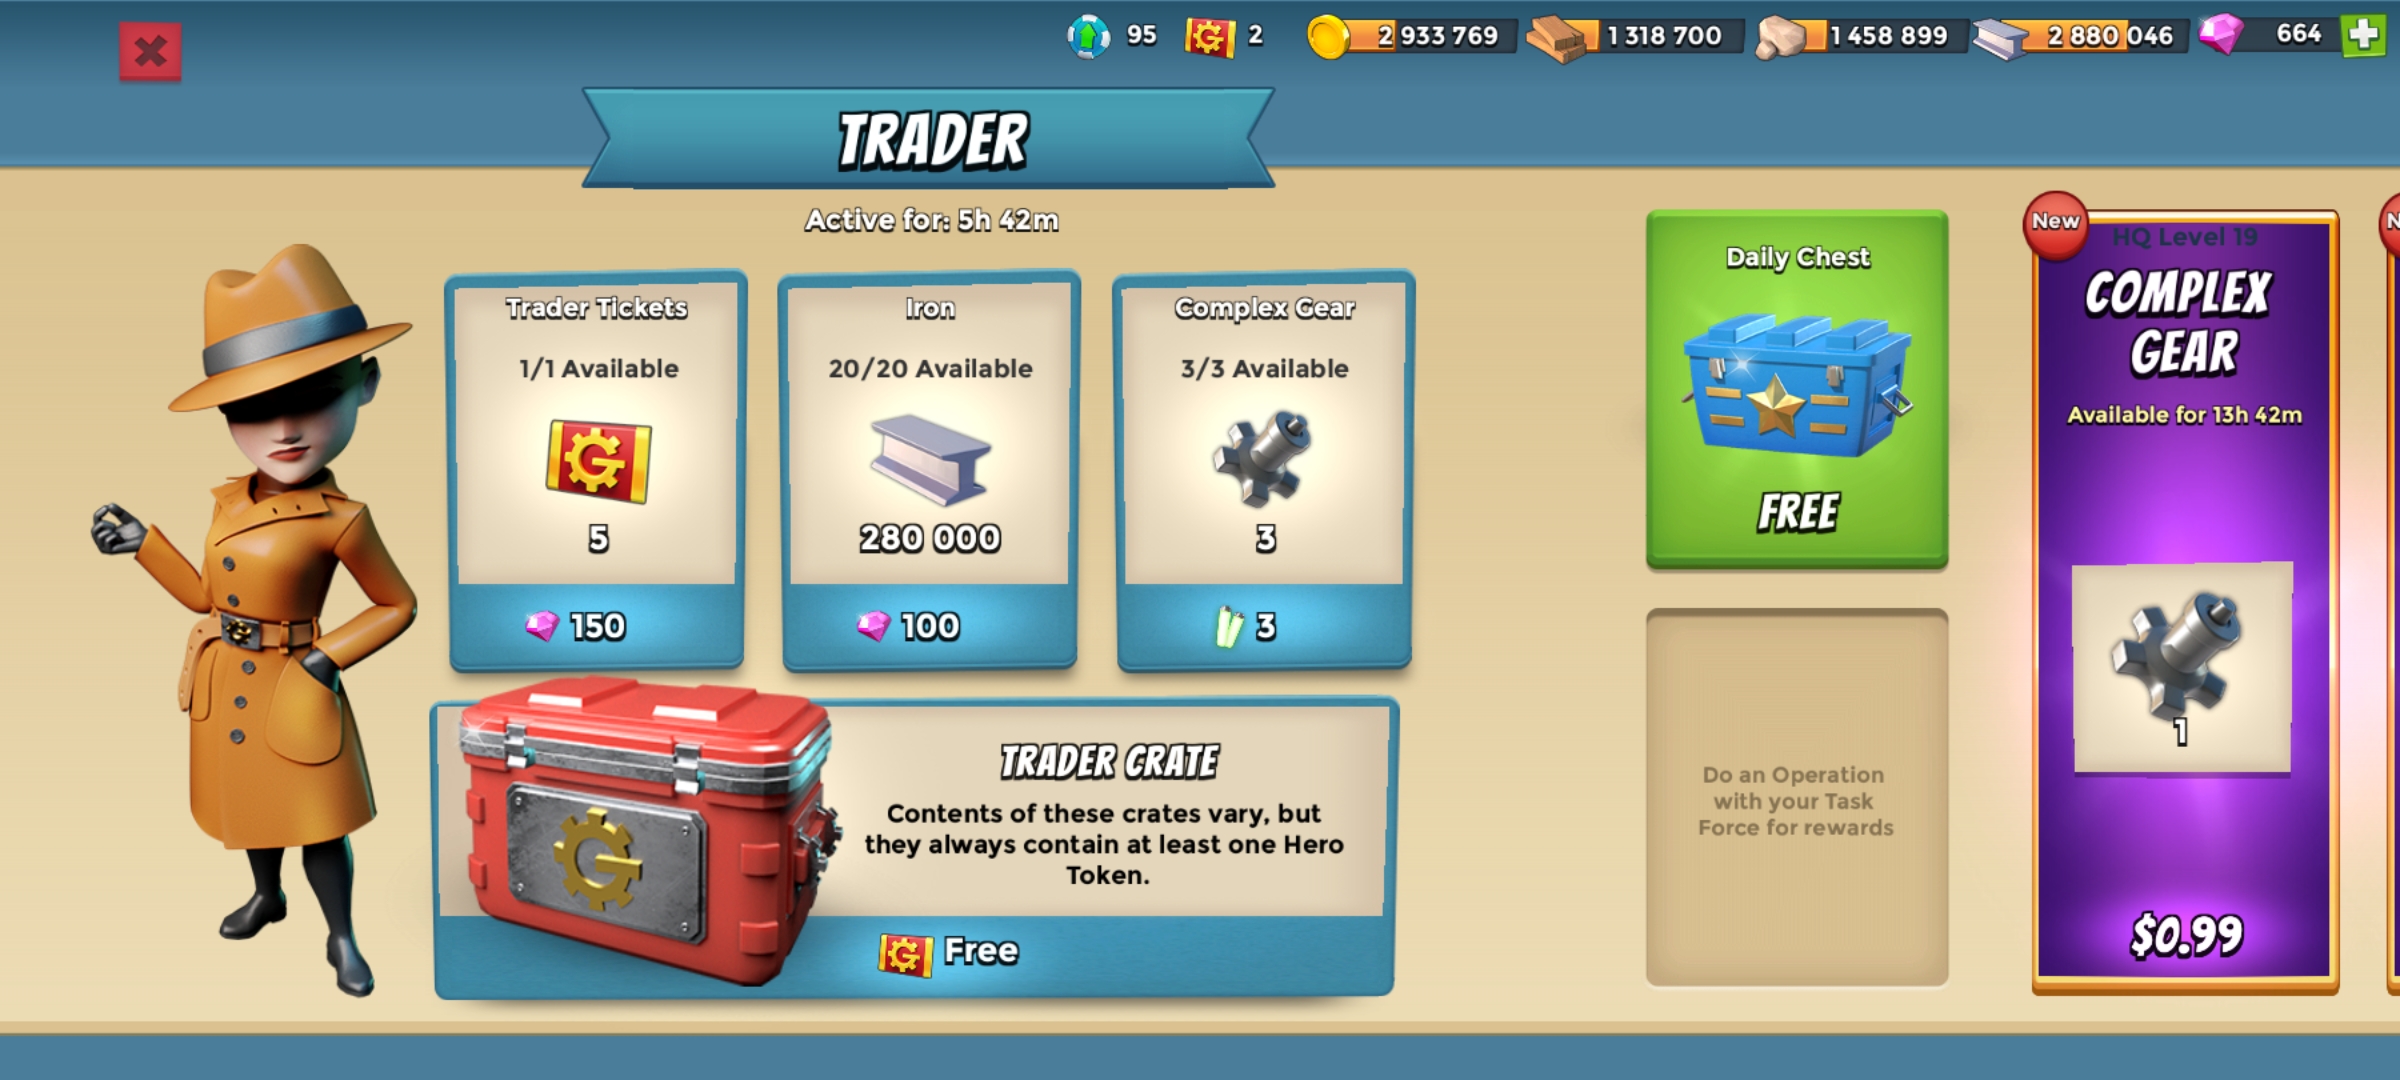 95
2
2 933 769
1 318 700
1 458 899
2 880 046
664
TRADER
Active for: 5h 42m
Trader Tickets
1/1 Available
5
150
Iron
20/20 Available
280 000
100
Complex Gear
3/3 Available
3
3
TRADER CRATE
Contents of these crates vary, but
they always contain at least one Hero
Token.
Free
Daily Chest
FREE
Do an Operation
with your Task
Force for rewards
New
HQ Level 19
COMPLEX
GEAR
Available for 13h 42m
1
$0.99